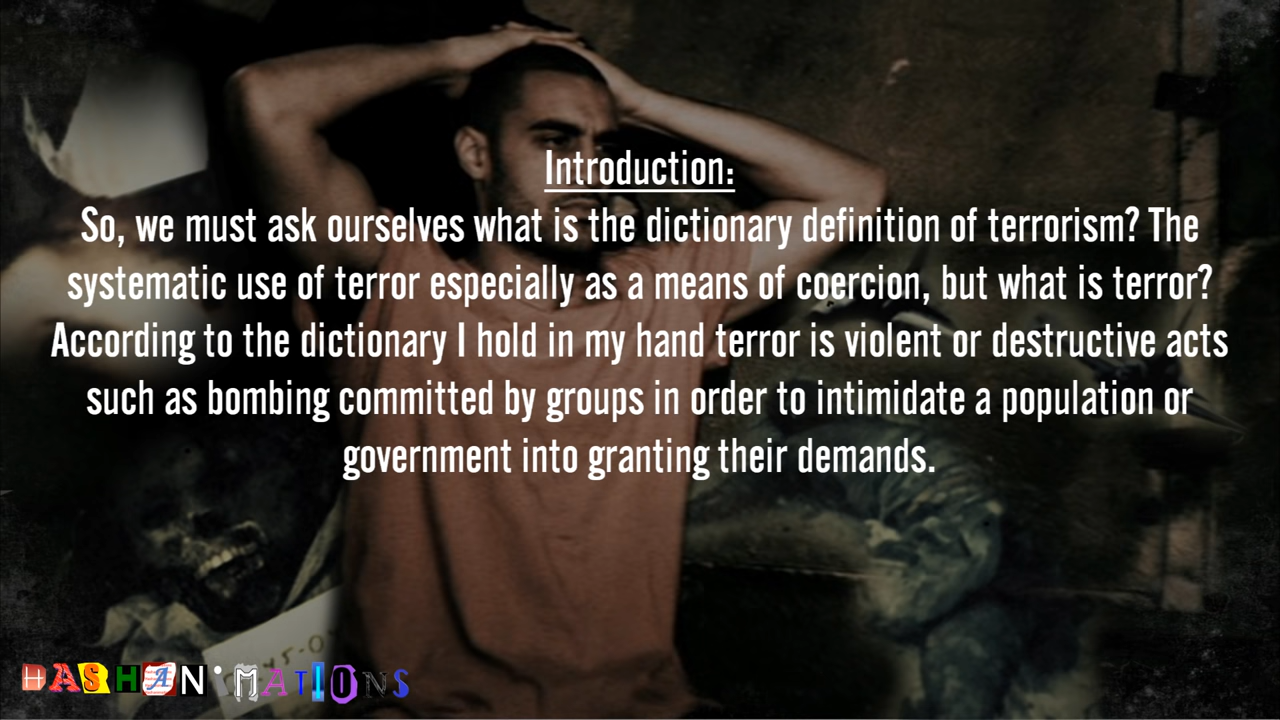 Introduction:
So, we must ask ourselves what is the dictionary definition of terrorism? The
systematic use of terror especially as a means of coercion, but what is terror?
According to the dictionary I hold in my hand terror is violent or destructive acts
such as bombing committed by groups in order to intimidate a population or
government into granting their demands.
HASHANiMATIONS